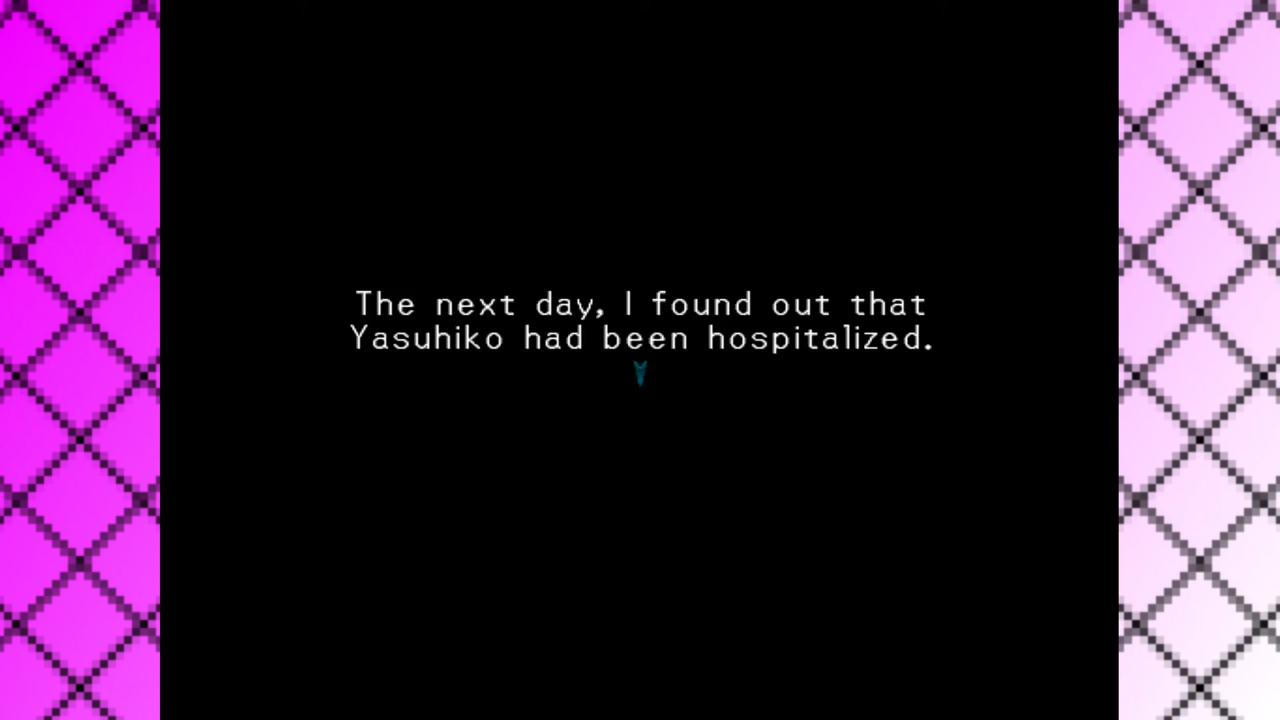 The next day, I found out that
Yasuhiko had been hospitalized.